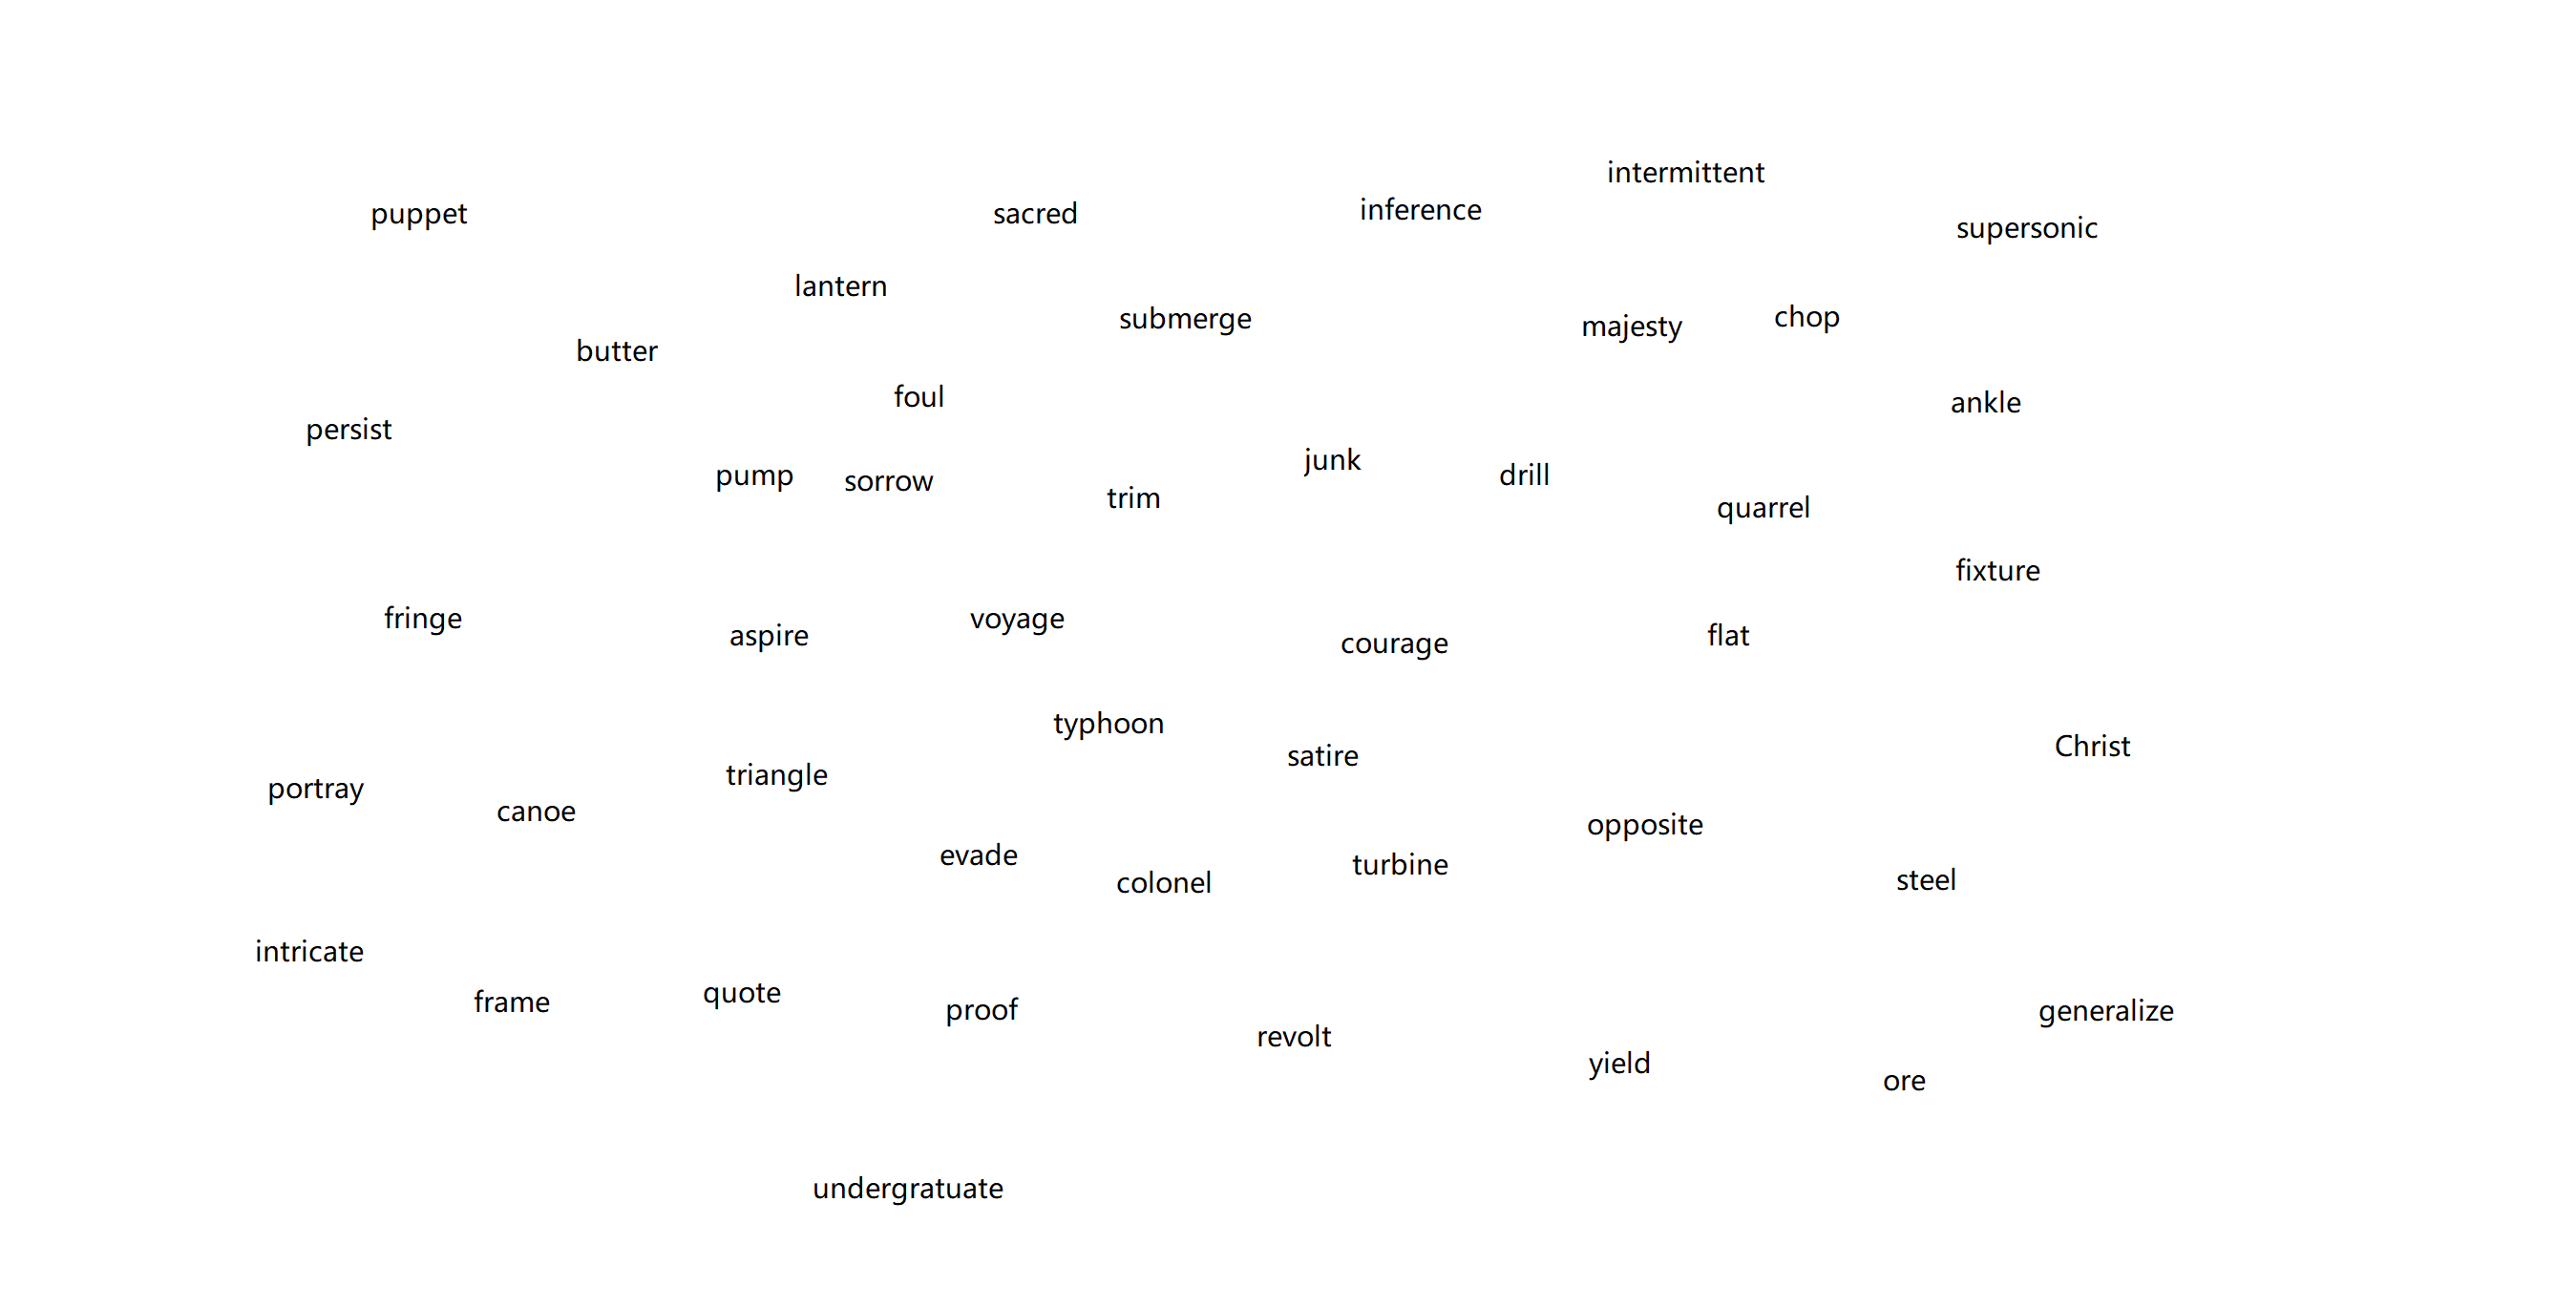 intermittent
puppet
sacred
inference
supersonic
lantern
submerge
majesty
chop
butter
foul
ankle
persist
pump
sorrow
trim
junk
drill
quarrel
fixture
fringe
aspire
voyage
courage
flat
typhoon
satire
Christ
portray
canoe
triangle
opposite
evade
colonel
turbine
steel
intricate
frame
quote
proof
generalize
revolt
yield
ore
undergratuate